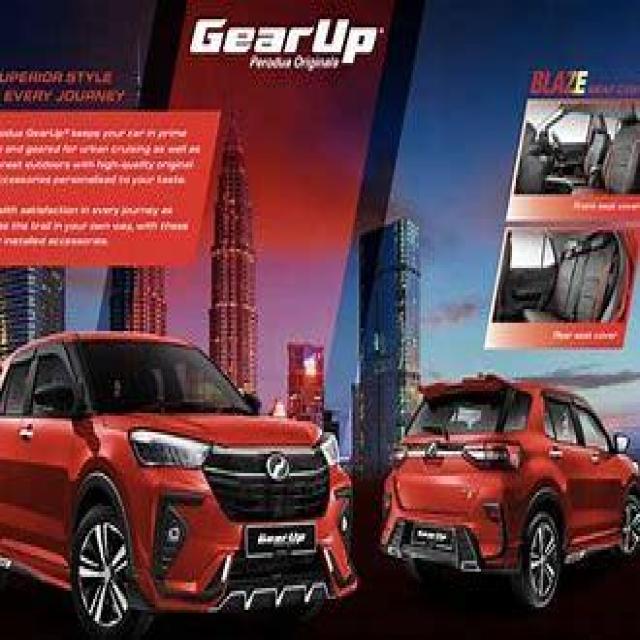 GearUp
Perodua Originals
SUPERIOR STYLE
EVERY JOURNEY
GearUp® keeps your car in prime
and geared for urban cruising as well as
outdoors with high-quality original
accessories personalised to your taste.
with satisfaction in every journey as
the trail in your own way, with these
installed accessories.
BLAZE SEAT
Front seat cover
Rear seat cover
GearUp
GearUp